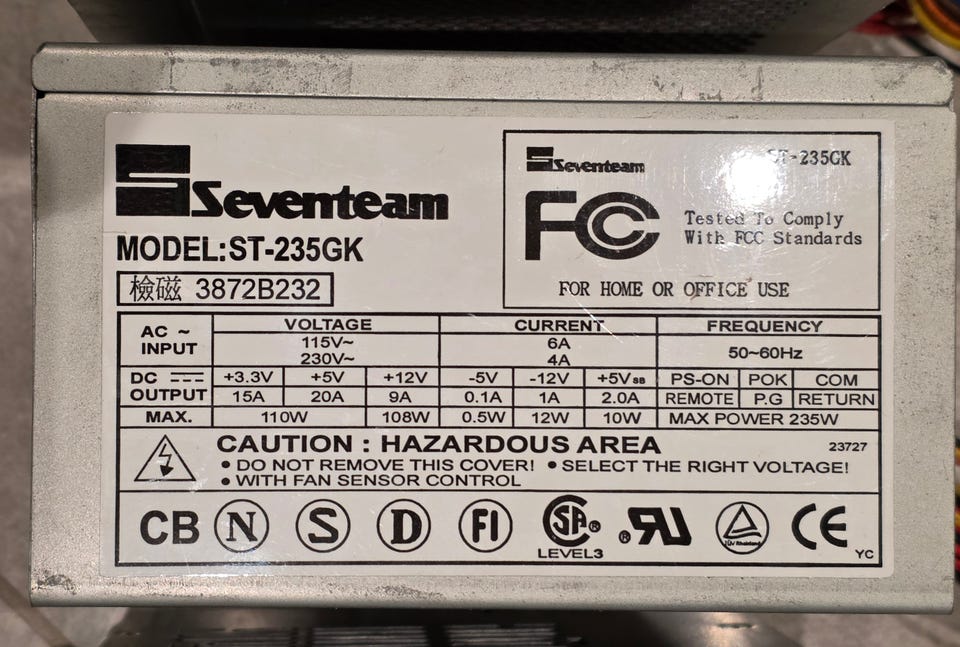 Seventeam
MODEL:ST-235GK
檢磁 3872B232
Seventeam ST-235GK
FC Tested To Comply
With FCC Standards
FOR HOME OR OFFICE USE
AC ~ INPUT VOLTAGE CURRENT FREQUENCY
115V~ 6A 50~60Hz
230V~ 4A
DC OUTPUT +3.3V +5V +12V -5V -12V +5VSB PS-ON POK COM
15A 20A 9A 0.1A 1A 2.0A REMOTE P.G RETURN
MAX. 110W 108W 0.5W 12W 10W MAX POWER 235W
CAUTION : HAZARDOUS AREA 23727
• DO NOT REMOVE THIS COVER! • SELECT THE RIGHT VOLTAGE!
• WITH FAN SENSOR CONTROL
CB N S D FI SA® ®RU TÜV Rheinland CE
LEVEL3 YC